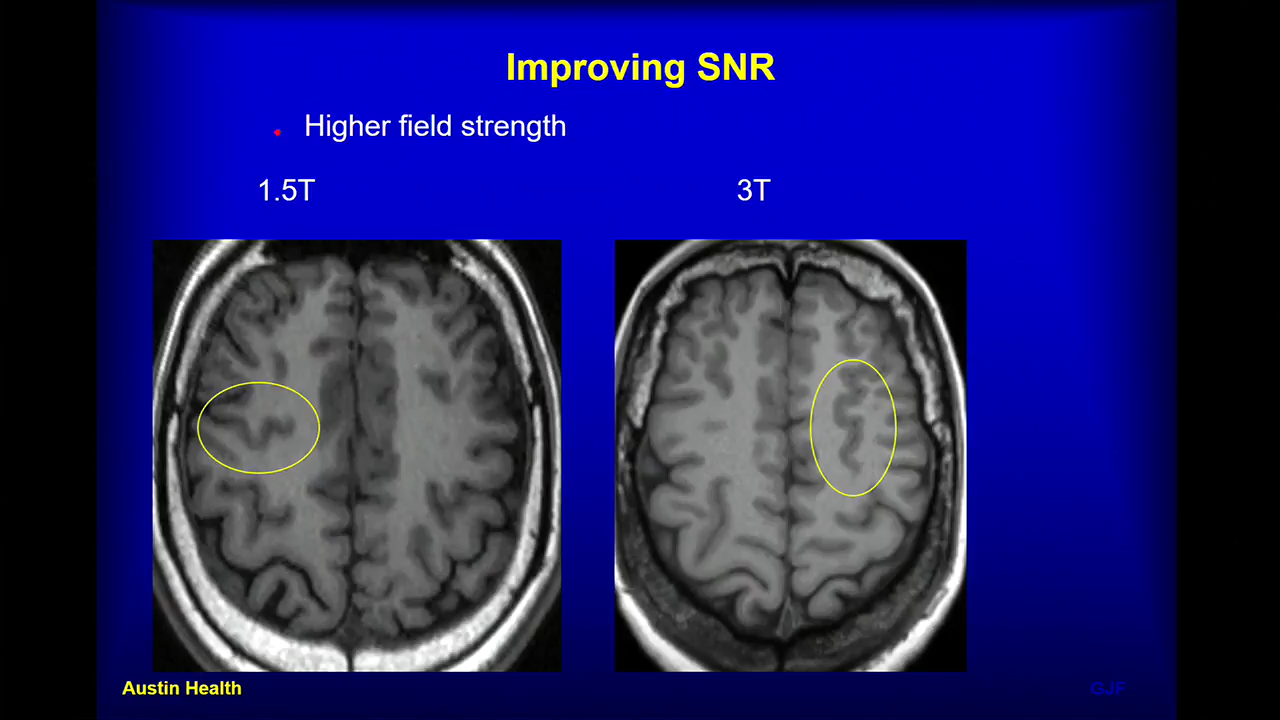 Improving SNR
• Higher field strength
1.5T 3T
Austin Health GJF